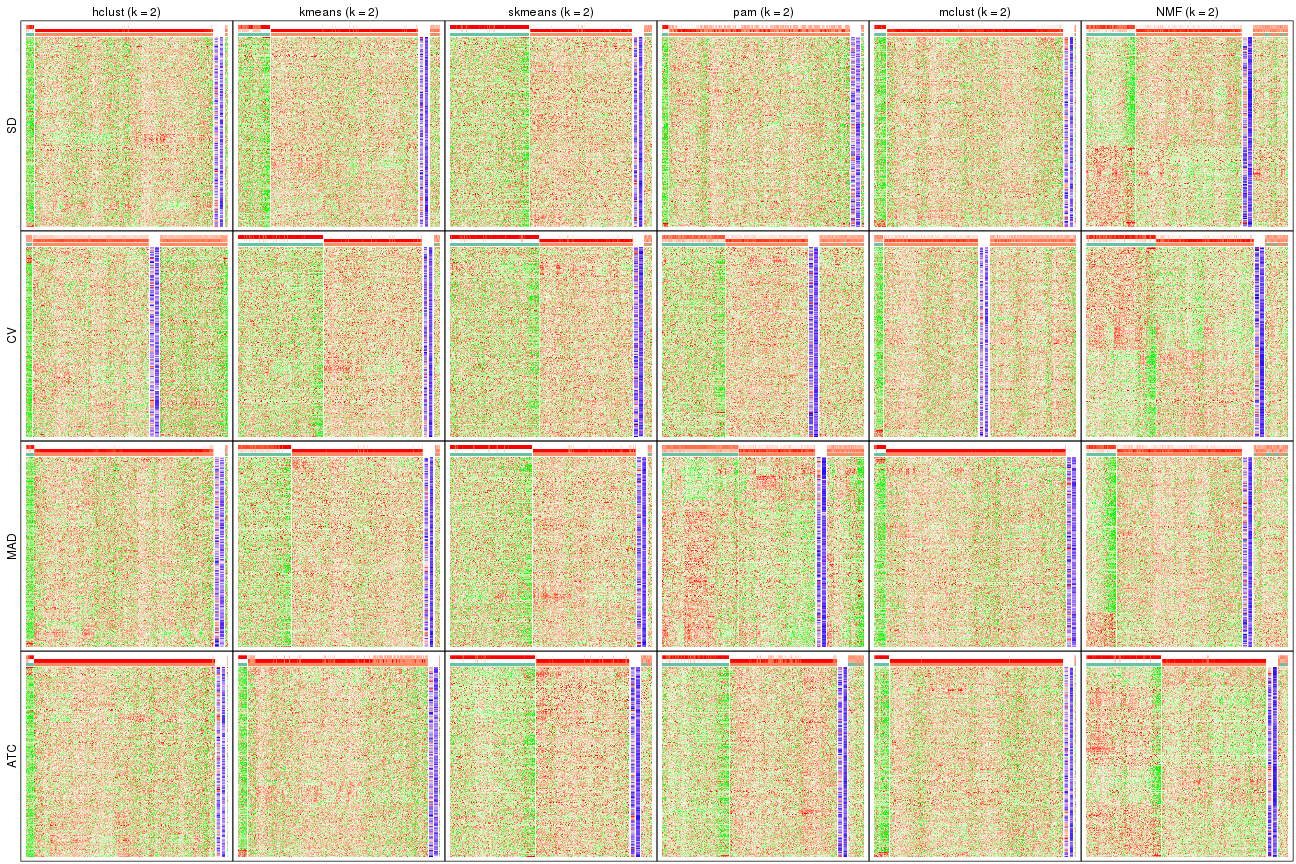 hclust (k = 2) kmeans (k = 2) skmeans (k = 2) pam (k = 2) mclust (k = 2) NMF (k = 2)
SD
CV
MAD
ATC